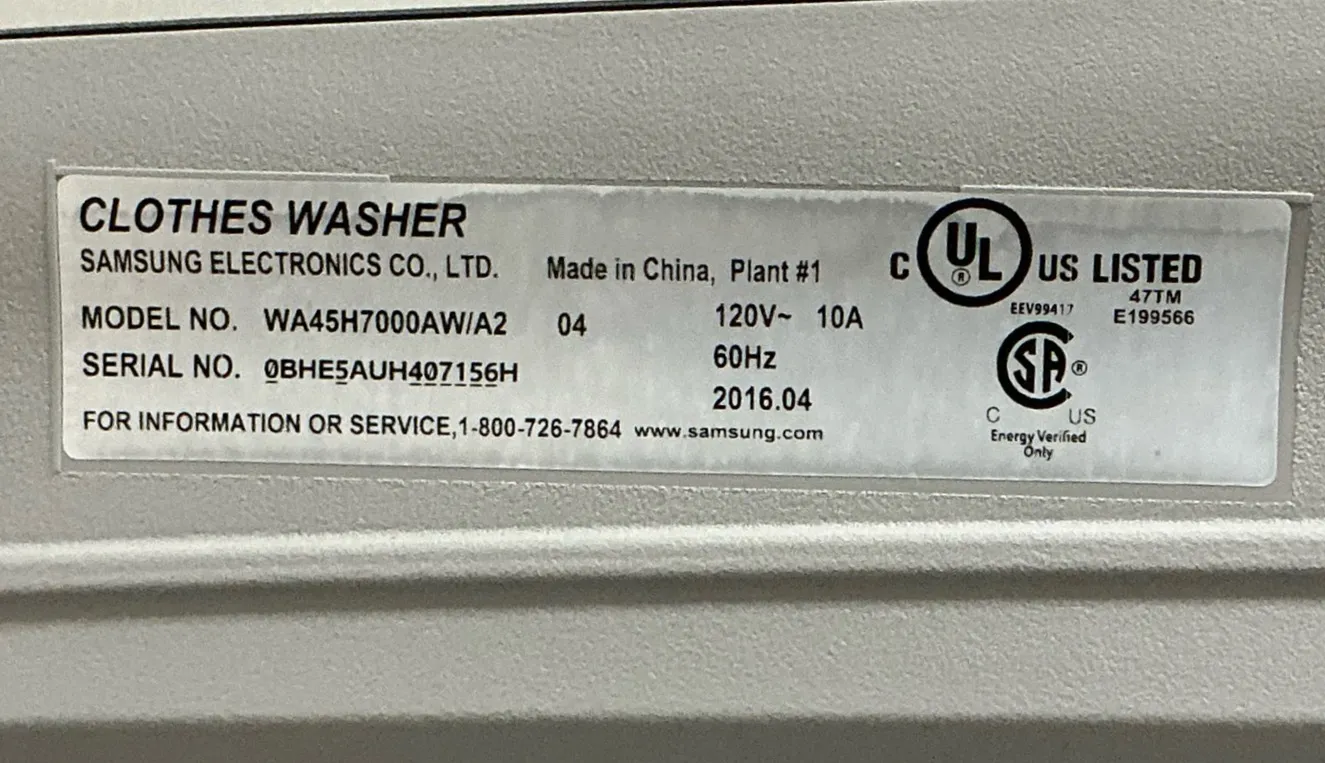 CLOTHES WASHER
SAMSUNG ELECTRONICS CO., LTD. Made in China, Plant #1
MODEL NO. WA45H7000AW/A2 04 120V~ 10A
SERIAL NO. 0BHE5AUH407156H 60Hz
2016.04
FOR INFORMATION OR SERVICE,1-800-726-7864 www.samsung.com
C UL® US LISTED
47TM
EEV99417 E199566
SA®
C US
Energy Verified
Only